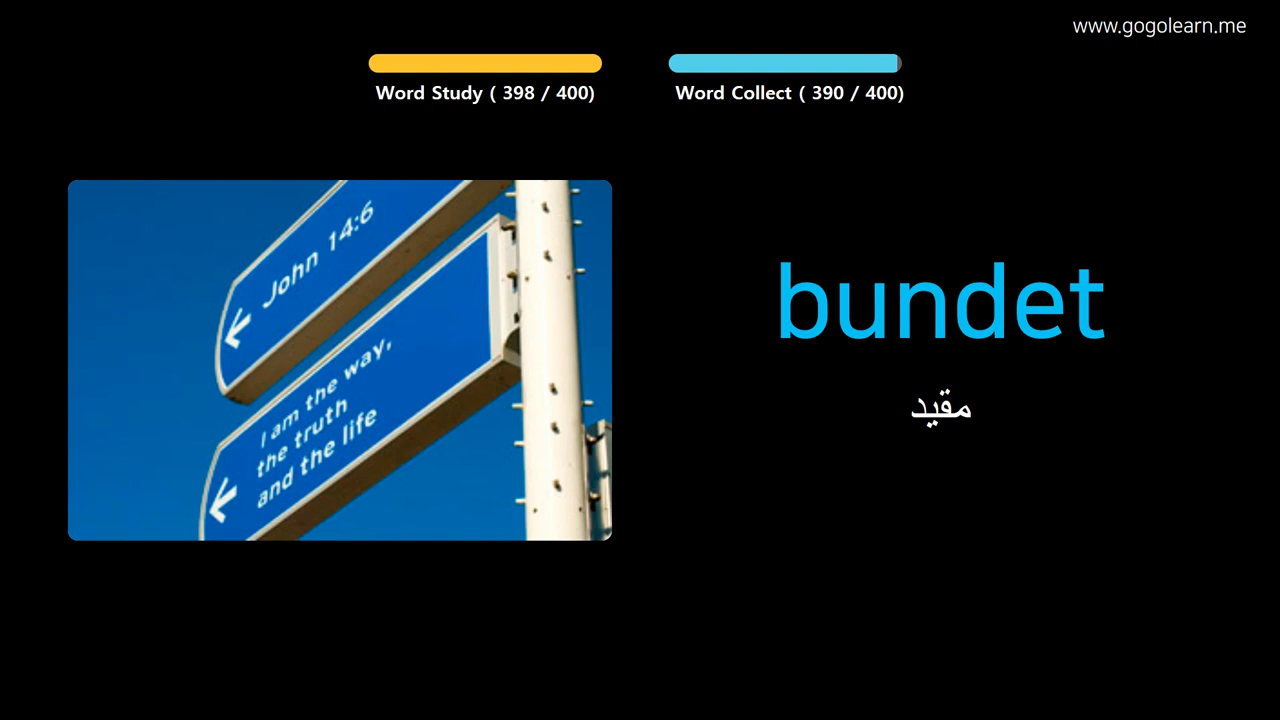 www.gogolearn.me
Word Study ( 398 / 400)
Word Collect ( 390 / 400)
John 14:6
I am the way,
the truth
and the life
bundet
مقيد